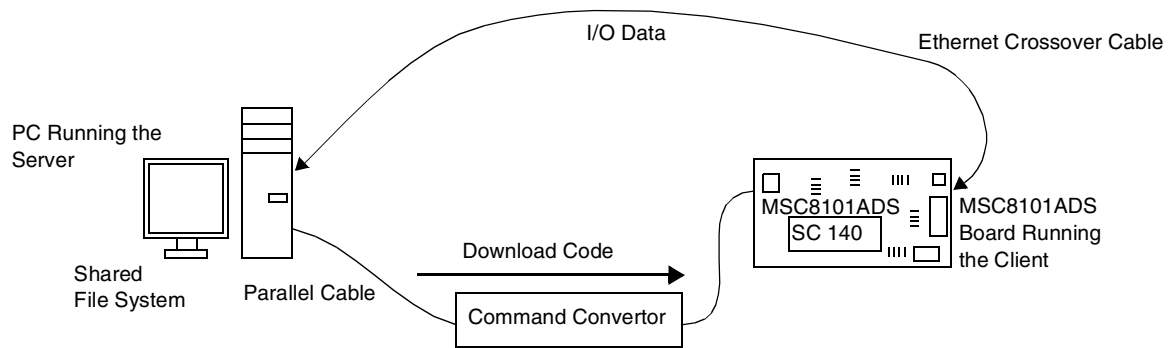 I/O Data
Ethernet Crossover Cable
PC Running the
Server
MSC8101ADS
SC 140
MSC8101ADS
Board Running
the Client
Shared
File System
Parallel Cable
Download Code
Command Convertor